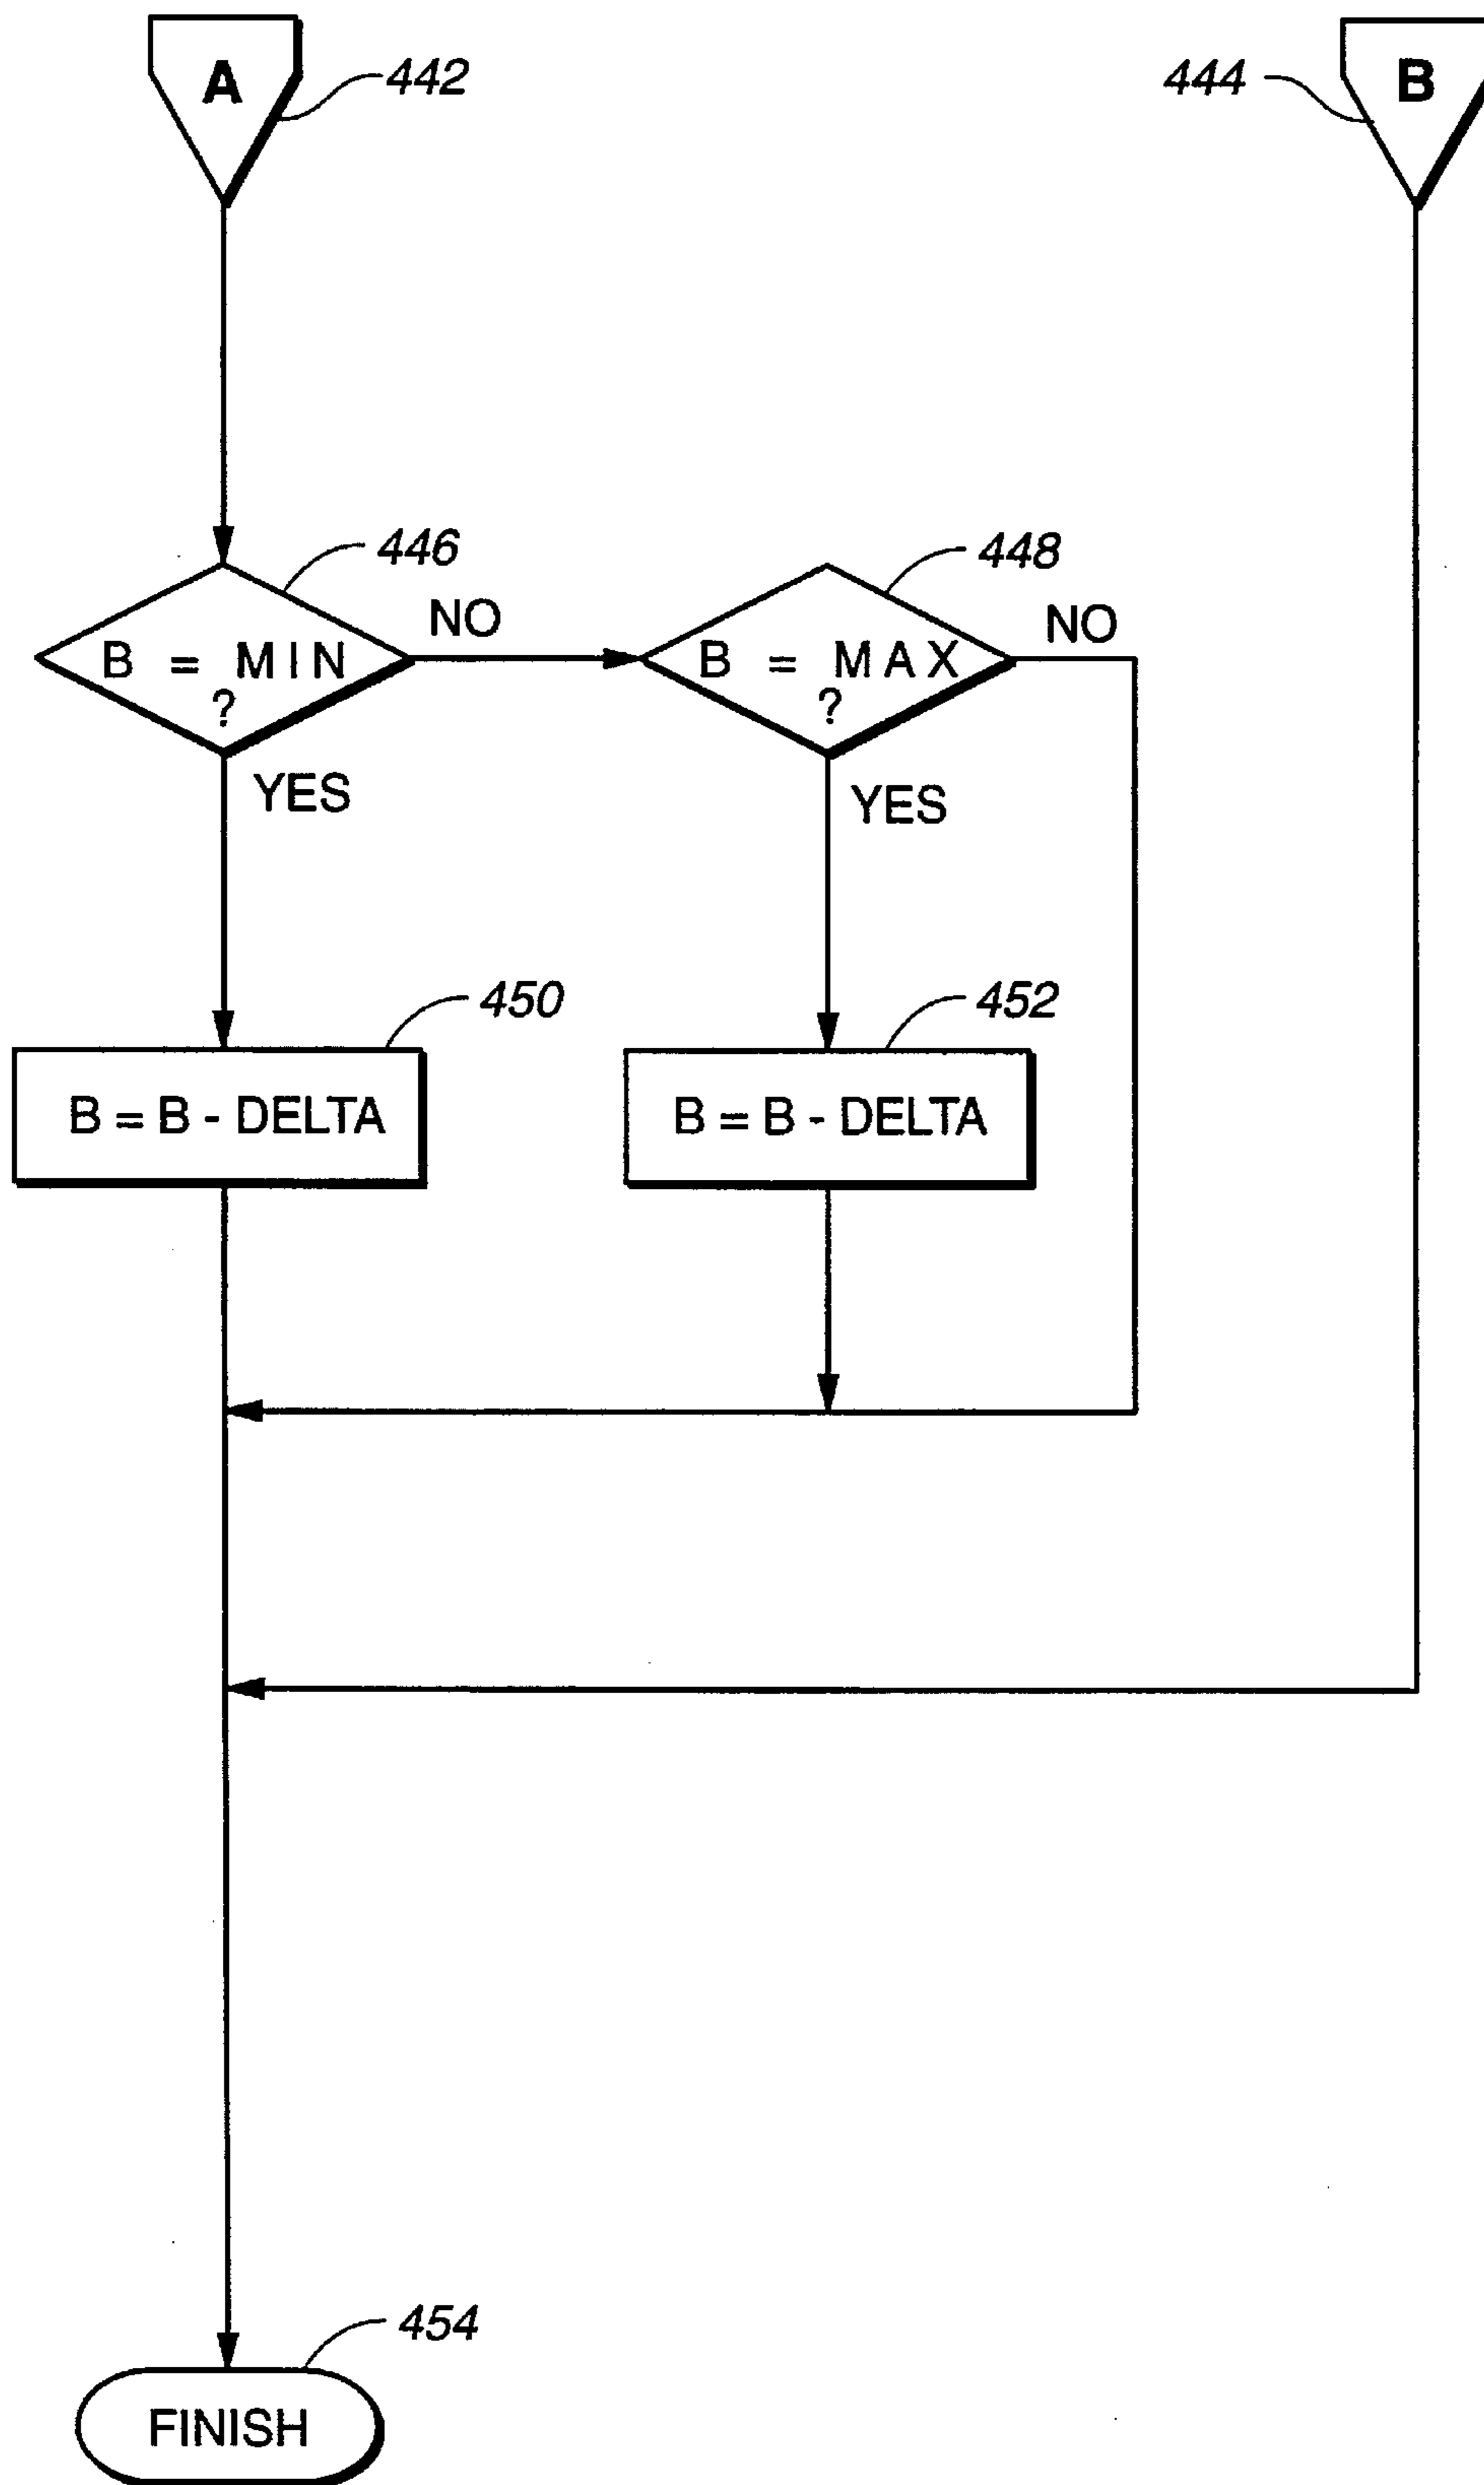 A
442
444
B
446
448
NO
NO
B = MIN
?
B = MAX
?
YES
YES
450
452
B = B - DELTA
B = B - DELTA
454
FINISH